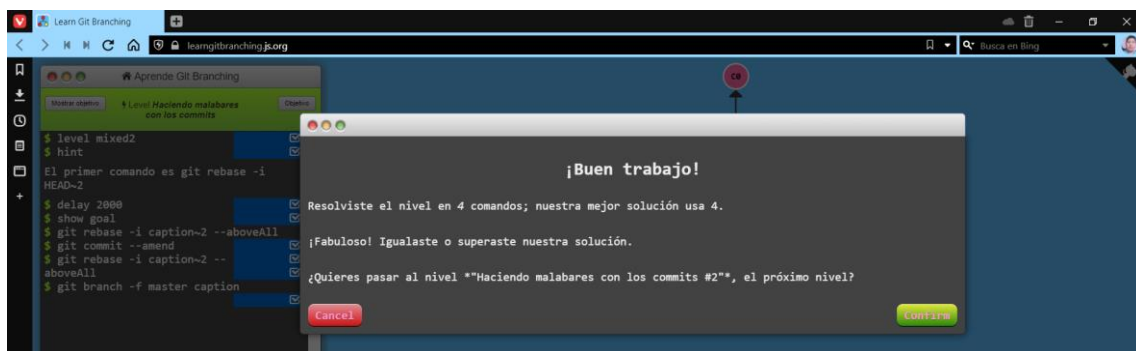 Learn Git Branching
learngitbranching.js.org
Busca en Bing
Aprende Git Branching
Mostrar objetivo
Level Haciendo malabares
con los commits
Objetivo
$ level mixed2
$ hint
El primer comando es git rebase -i
HEAD~2
$ delay 2000
$ show goal
$ git rebase -i caption~2 --aboveAll
$ git commit --amend
$ git rebase -i caption~2 --
aboveAll
$ git branch -f master caption
C0
¡Buen trabajo!
Resolviste el nivel en 4 comandos; nuestra mejor solución usa 4.
¡Fabuloso! Igualaste o superaste nuestra solución.
¿Quieres pasar al nivel *"Haciendo malabares con los commits #2"*, el próximo nivel?
Cancel
Confirm